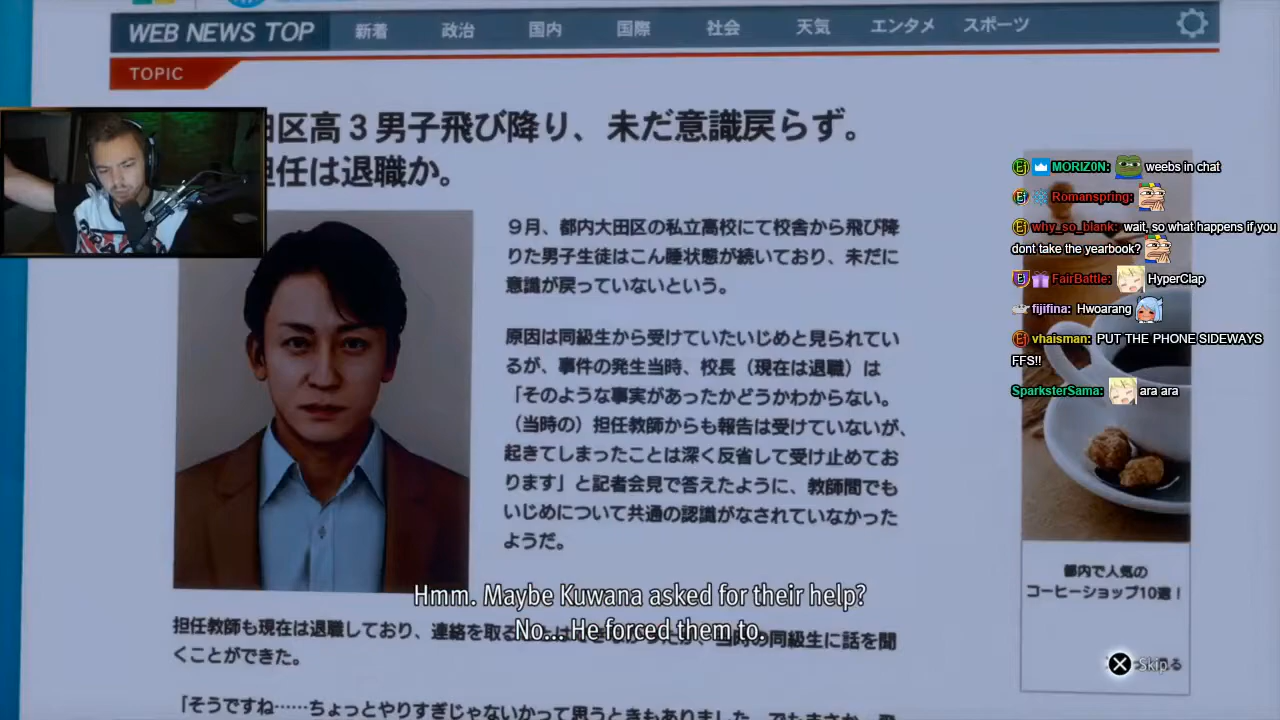 WEB NEWS TOP
新着 政治 国内 国際 社会 天気 エンタメ スポーツ
TOPIC
田区高3男子飛び降り、未だ意識戻らず。
担任は退職か。
9月、都内大田区の私立高校にて校舎から飛び降
りた男子生徒はこん睡状態が続いており、未だに
意識が戻っていないという。
原因は同級生から受けていたいじめと見られてい
るが、事件の発生当時、校長（現在は退職）は
「そのような事実があったかどうかわからない。
（当時の）担任教師からも報告は受けていないが、
起きてしまったことは深く反省して受け止めてお
ります」と記者会見で答えたように、教師間でも
いじめについて共通の認識がなされていなかった
ようだ。
担任教師も現在は退職しており、連絡を取る
同級生に話を聞
くことができた。
「そうですね……ちょっとやりすぎじゃないかって思うときもありました。でもまさか、飛
Hmm. Maybe Kuwana asked for their help?
No... He forced them to.
MORIZ0N: weebs in chat
Romanspring:
why_so_blank: wait, so what happens if you
dont take the yearbook?
FairBattle: HyperClap
fijifina: Hwoarang
vhaisman: PUT THE PHONE SIDEWAYS
FFS!!
SparksterSama: ara ara
都内で人気の
コーヒーショップ10選！
Skip